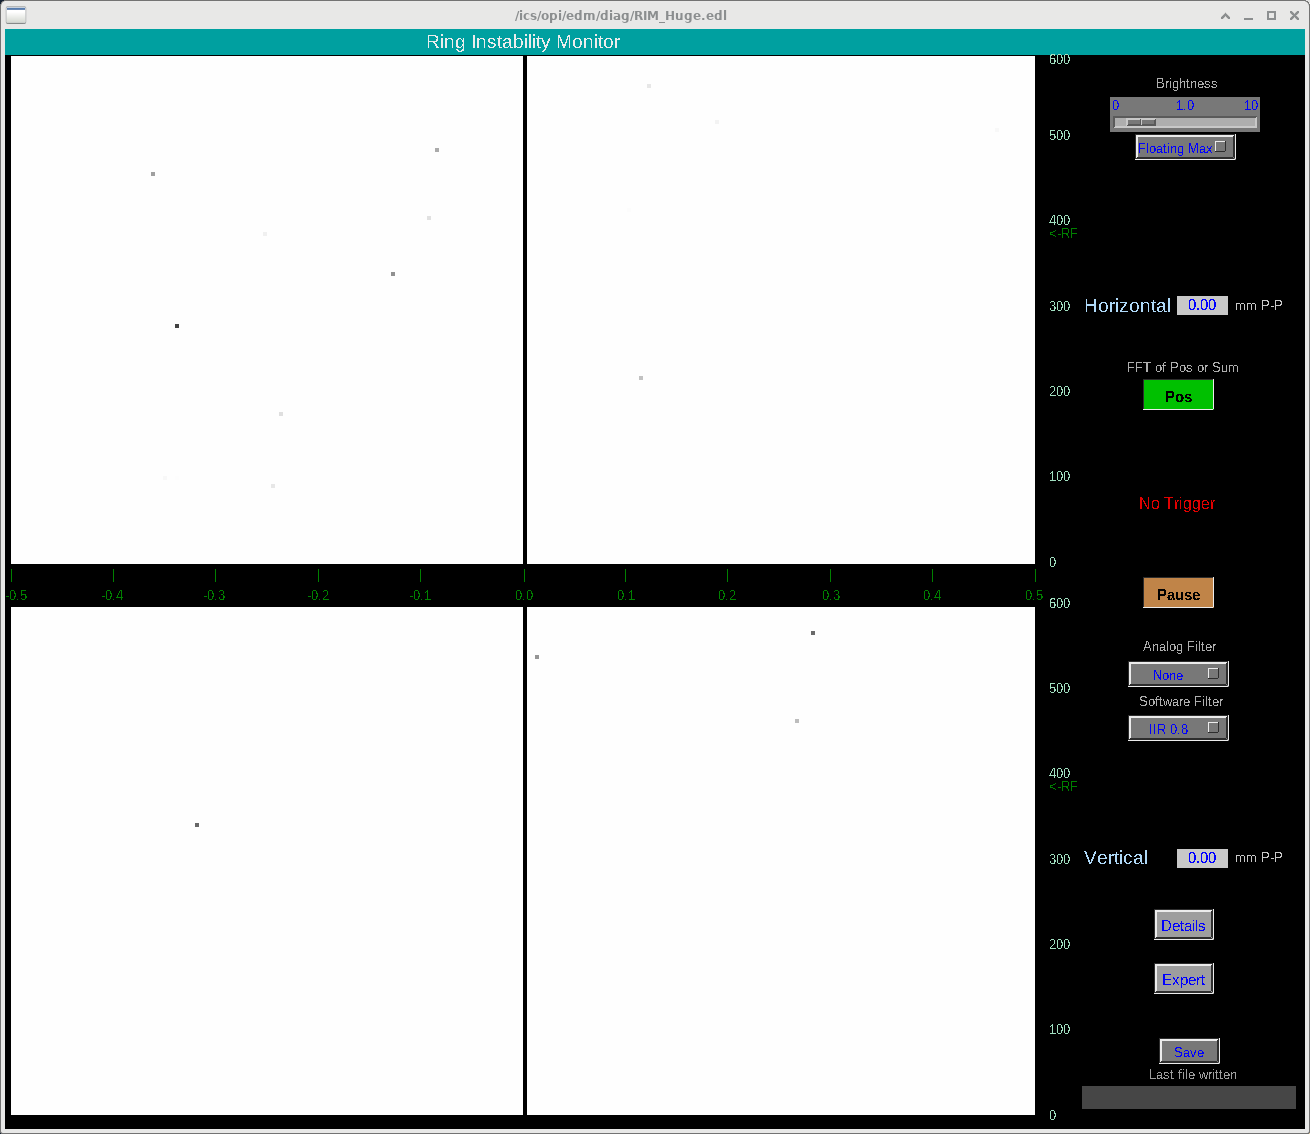 /ics/opi/edm/diag/RIM_Huge.edl
Ring Instability Monitor
600
500
400
<-RF
300
200
100
0
Brightness
0 1.0 10
Floating Max
Horizontal 0.00 mm P-P
FFT of Pos or Sum
Pos
No Trigger
-0.5 -0.4 -0.3 -0.2 -0.1 0.0 0.1 0.2 0.3 0.4 0.5
Pause
600
500
400
<-RF
300
200
100
0
Analog Filter
None
Software Filter
IIR 0.8
Vertical 0.00 mm P-P
Details
Expert
Save
Last file written